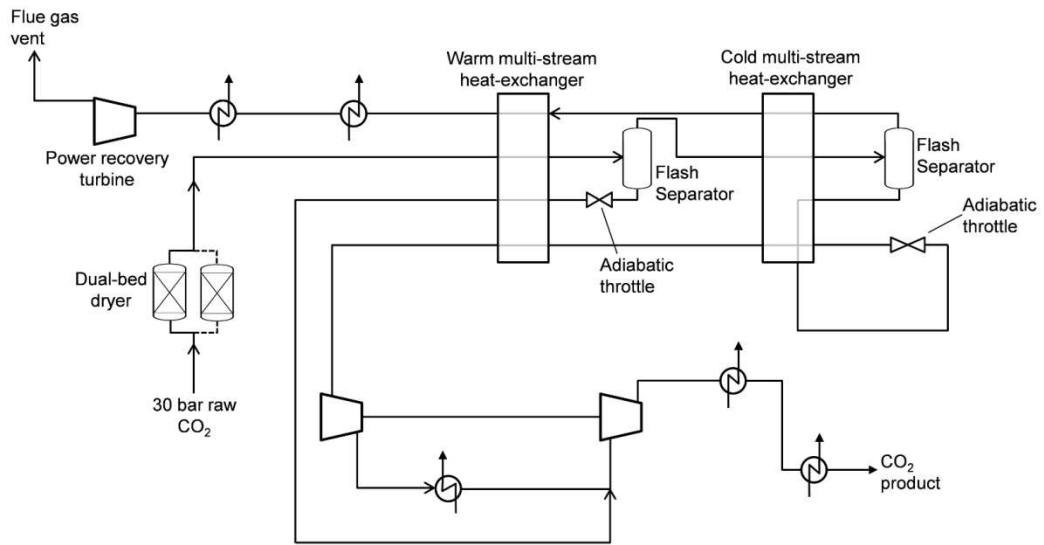 Flue gas
vent
Warm multi-stream
heat-exchanger
Cold multi-stream
heat-exchanger
Power recovery
turbine
Flash
Separator
Flash
Separator
Adiabatic
throttle
Adiabatic
throttle
Dual-bed
dryer
30 bar raw
CO₂
CO₂
product